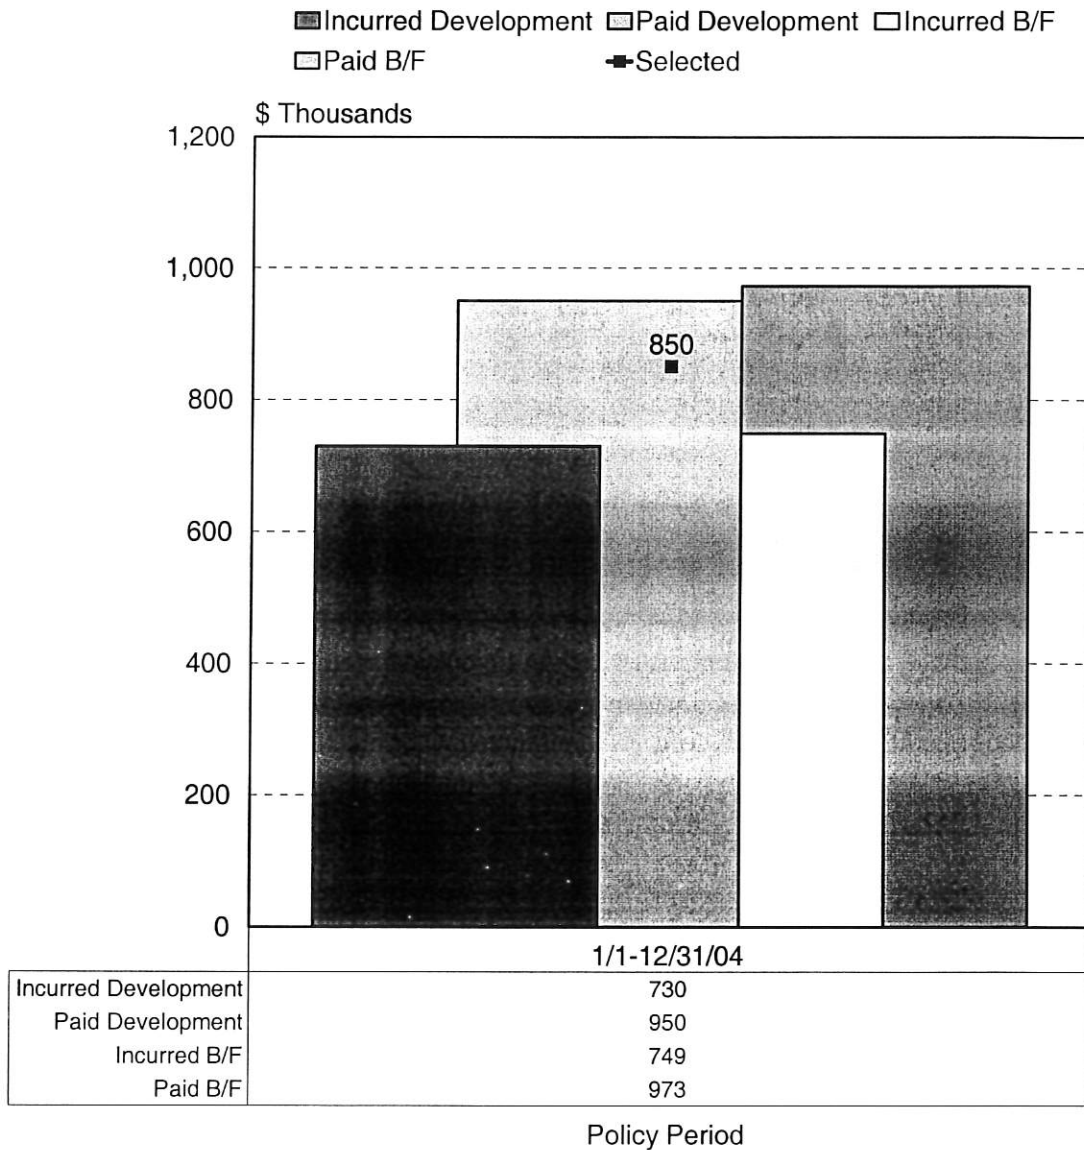 Incurred Development Paid Development Incurred B/F
Paid B/F Selected
$ Thousands
1,200
1,000
850
800
600
400
200
0
1/1-12/31/04
Incurred Development 730
Paid Development 950
Incurred B/F 749
Paid B/F 973
Policy Period